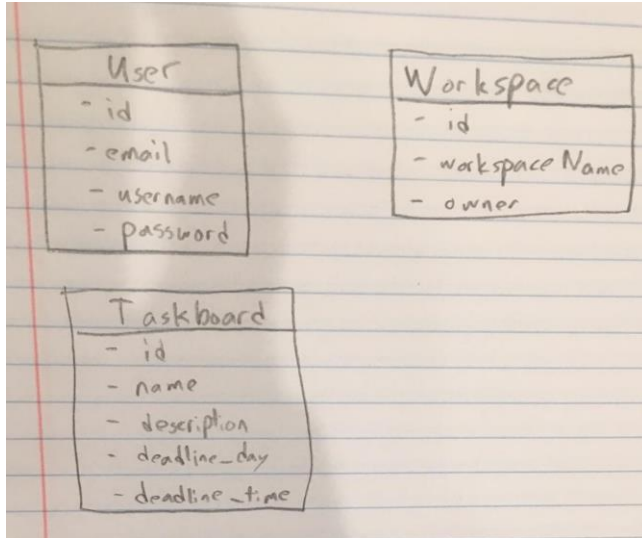 User
- id
- email
- username
- password
Workspace
- id
- workspace Name
- owner
Taskboard
- id
- name
- description
- deadline_day
- deadline_time